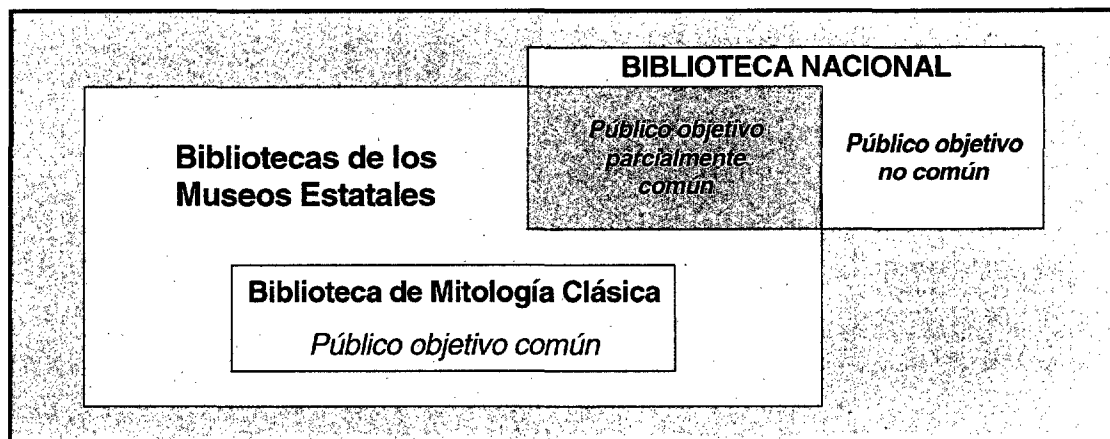 BIBLIOTECA NACIONAL
Público objetivo
parcialmente
común
Público objetivo
no común
Bibliotecas de los
Museos Estatales
Biblioteca de Mitología Clásica
Público objetivo común